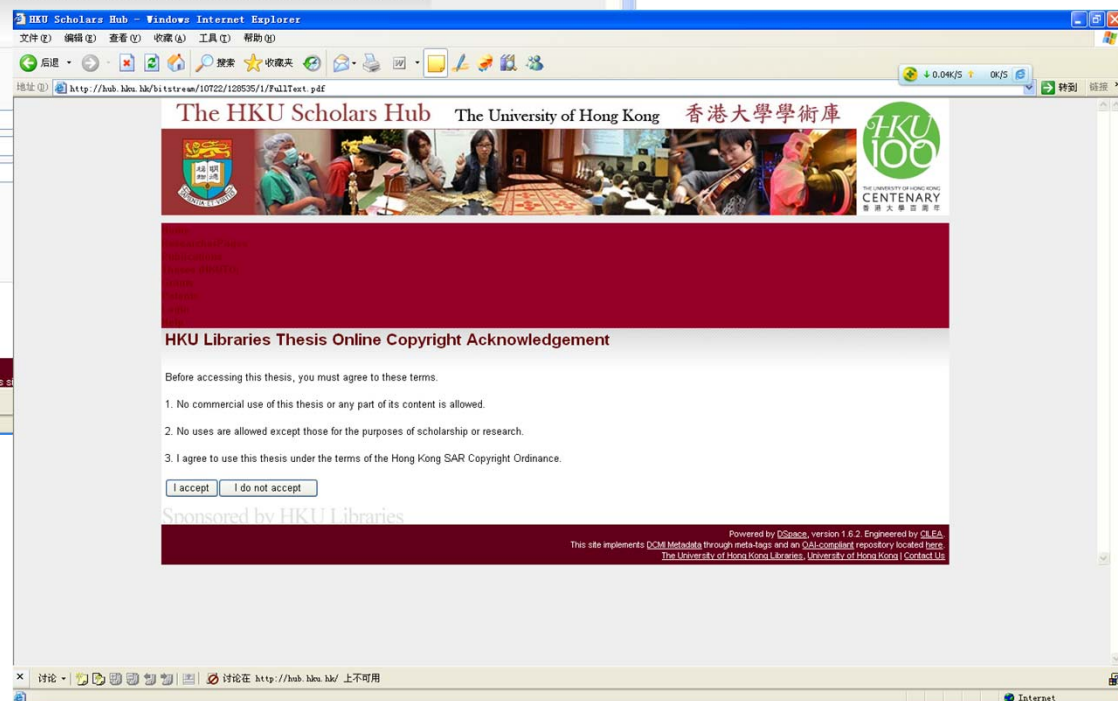 HKU Scholars Hub - Windows Internet Explorer
文件(F) 编辑(E) 查看(V) 收藏(A) 工具(T) 帮助(H)
后退 搜索 收藏夹
↓ 0.04K/S ↑ 0K/S
地址(D) http://hub.hku.hk/bitstream/10722/128535/1/FullText.pdf 转到 链接
The HKU Scholars Hub The University of Hong Kong 香港大學學術庫
HKU
100
THE UNIVERSITY OF HONG KONG
CENTENARY
香港大學百周年
HKU Libraries Thesis Online Copyright Acknowledgement
Before accessing this thesis, you must agree to these terms.
1. No commercial use of this thesis or any part of its content is allowed.
2. No uses are allowed except those for the purposes of scholarship or research.
3. I agree to use this thesis under the terms of the Hong Kong SAR Copyright Ordinance.
I accept I do not accept
Sponsored by HKU Libraries
Powered by DSpace, version 1.6.2. Engineered by CILEA.
This site implements DCMI Metadata through meta-tags and an OAI-compliant repository located here.
The University of Hong Kong Libraries, University of Hong Kong | Contact Us
讨论 讨论在 http://hub.hku.hk/ 上不可用
Internet